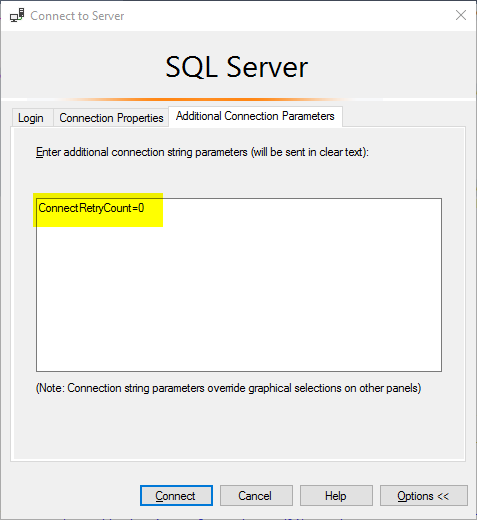 Connect to Server
SQL Server
Login Connection Properties Additional Connection Parameters
Enter additional connection string parameters (will be sent in clear text):
ConnectRetryCount=0
(Note: Connection string parameters override graphical selections on other panels)
Connect Cancel Help Options <<